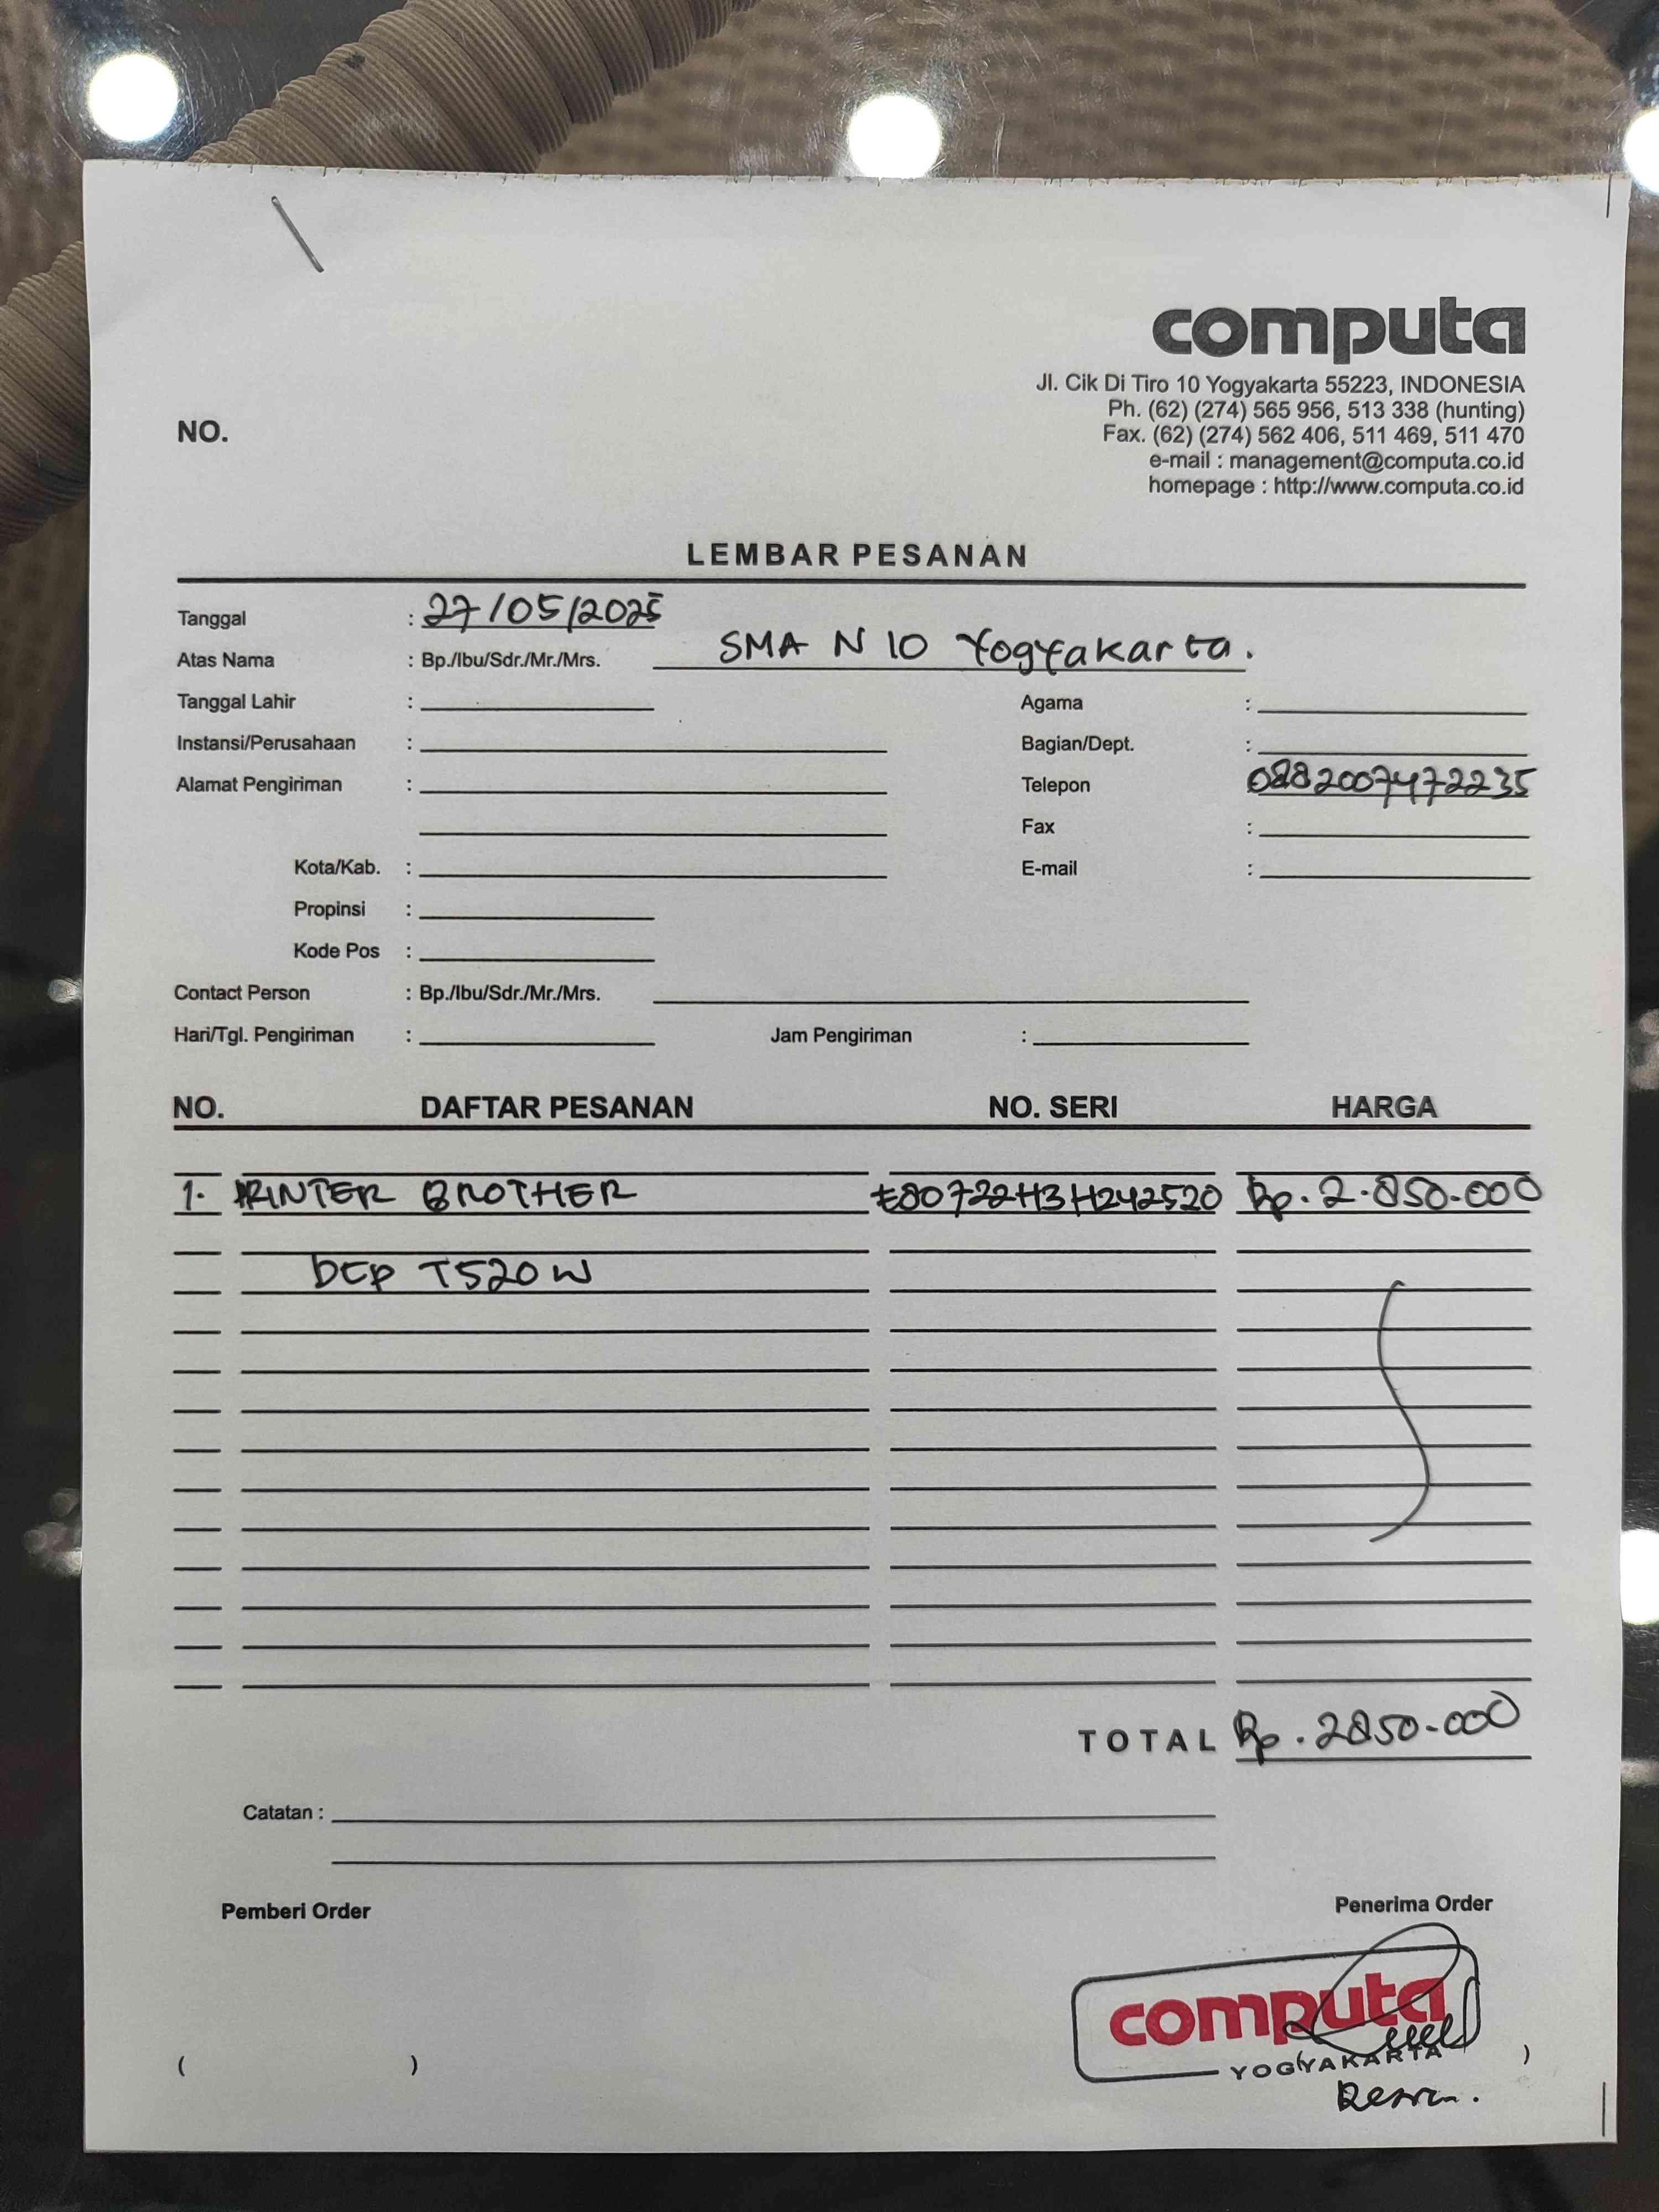 computa
Jl. Cik Di Tiro 10 Yogyakarta 55223, INDONESIA
Ph. (62) (274) 565 956, 513 338 (hunting)
Fax. (62) (274) 562 406, 511 469, 511 470
e-mail : management@computa.co.id
homepage : http://www.computa.co.id
NO.
LEMBAR PESANAN
Tanggal : 27/05/2025
Atas Nama : Bp./Ibu/Sdr./Mr./Mrs. SMA N 10 Yogyakarta.
Tanggal Lahir : Agama :
Instansi/Perusahaan : Bagian/Dept. :
Alamat Pengiriman : Telepon 0882007472235
Fax :
Kota/Kab. : E-mail :
Propinsi :
Kode Pos :
Contact Person : Bp./Ibu/Sdr./Mr./Mrs.
Hari/Tgl. Pengiriman : Jam Pengiriman :
NO. DAFTAR PESANAN NO. SERI HARGA
1. PRINTER BROTHER E80722H3H242520 Rp. 2.850.000
DCP T520W
TOTAL Rp. 2850.000
Catatan :
Pemberi Order Penerima Order
computa
YOGYAKARTA
( ) )